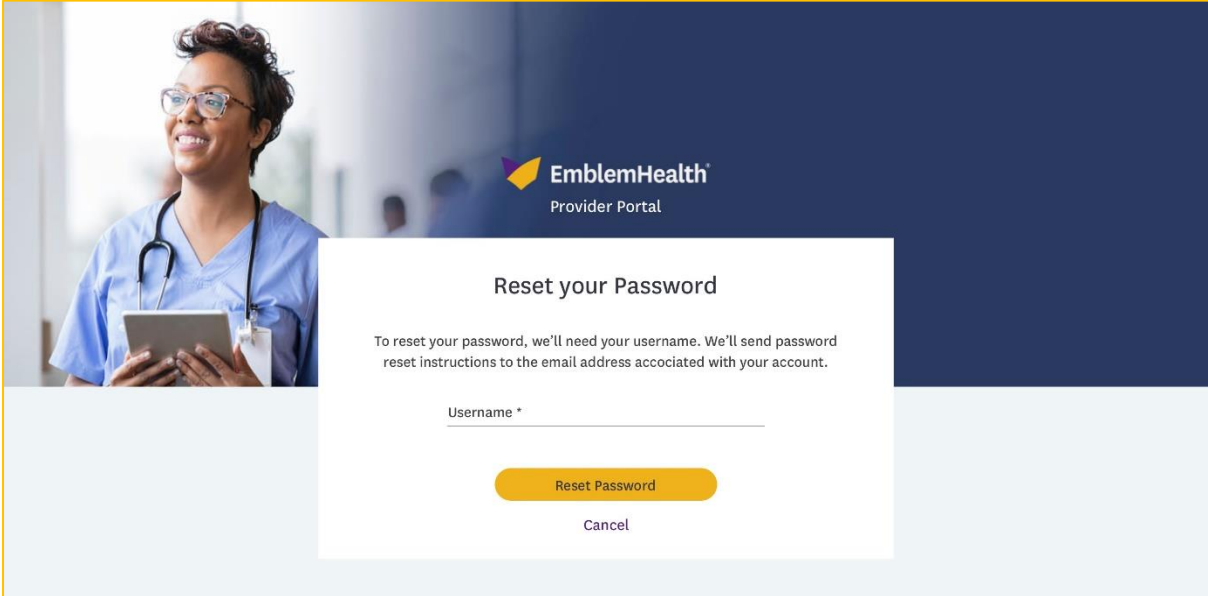 EmblemHealth®
Provider Portal
Reset your Password
To reset your password, we’ll need your username. We’ll send password
reset instructions to the email address accociated with your account.
Username *
Reset Password
Cancel